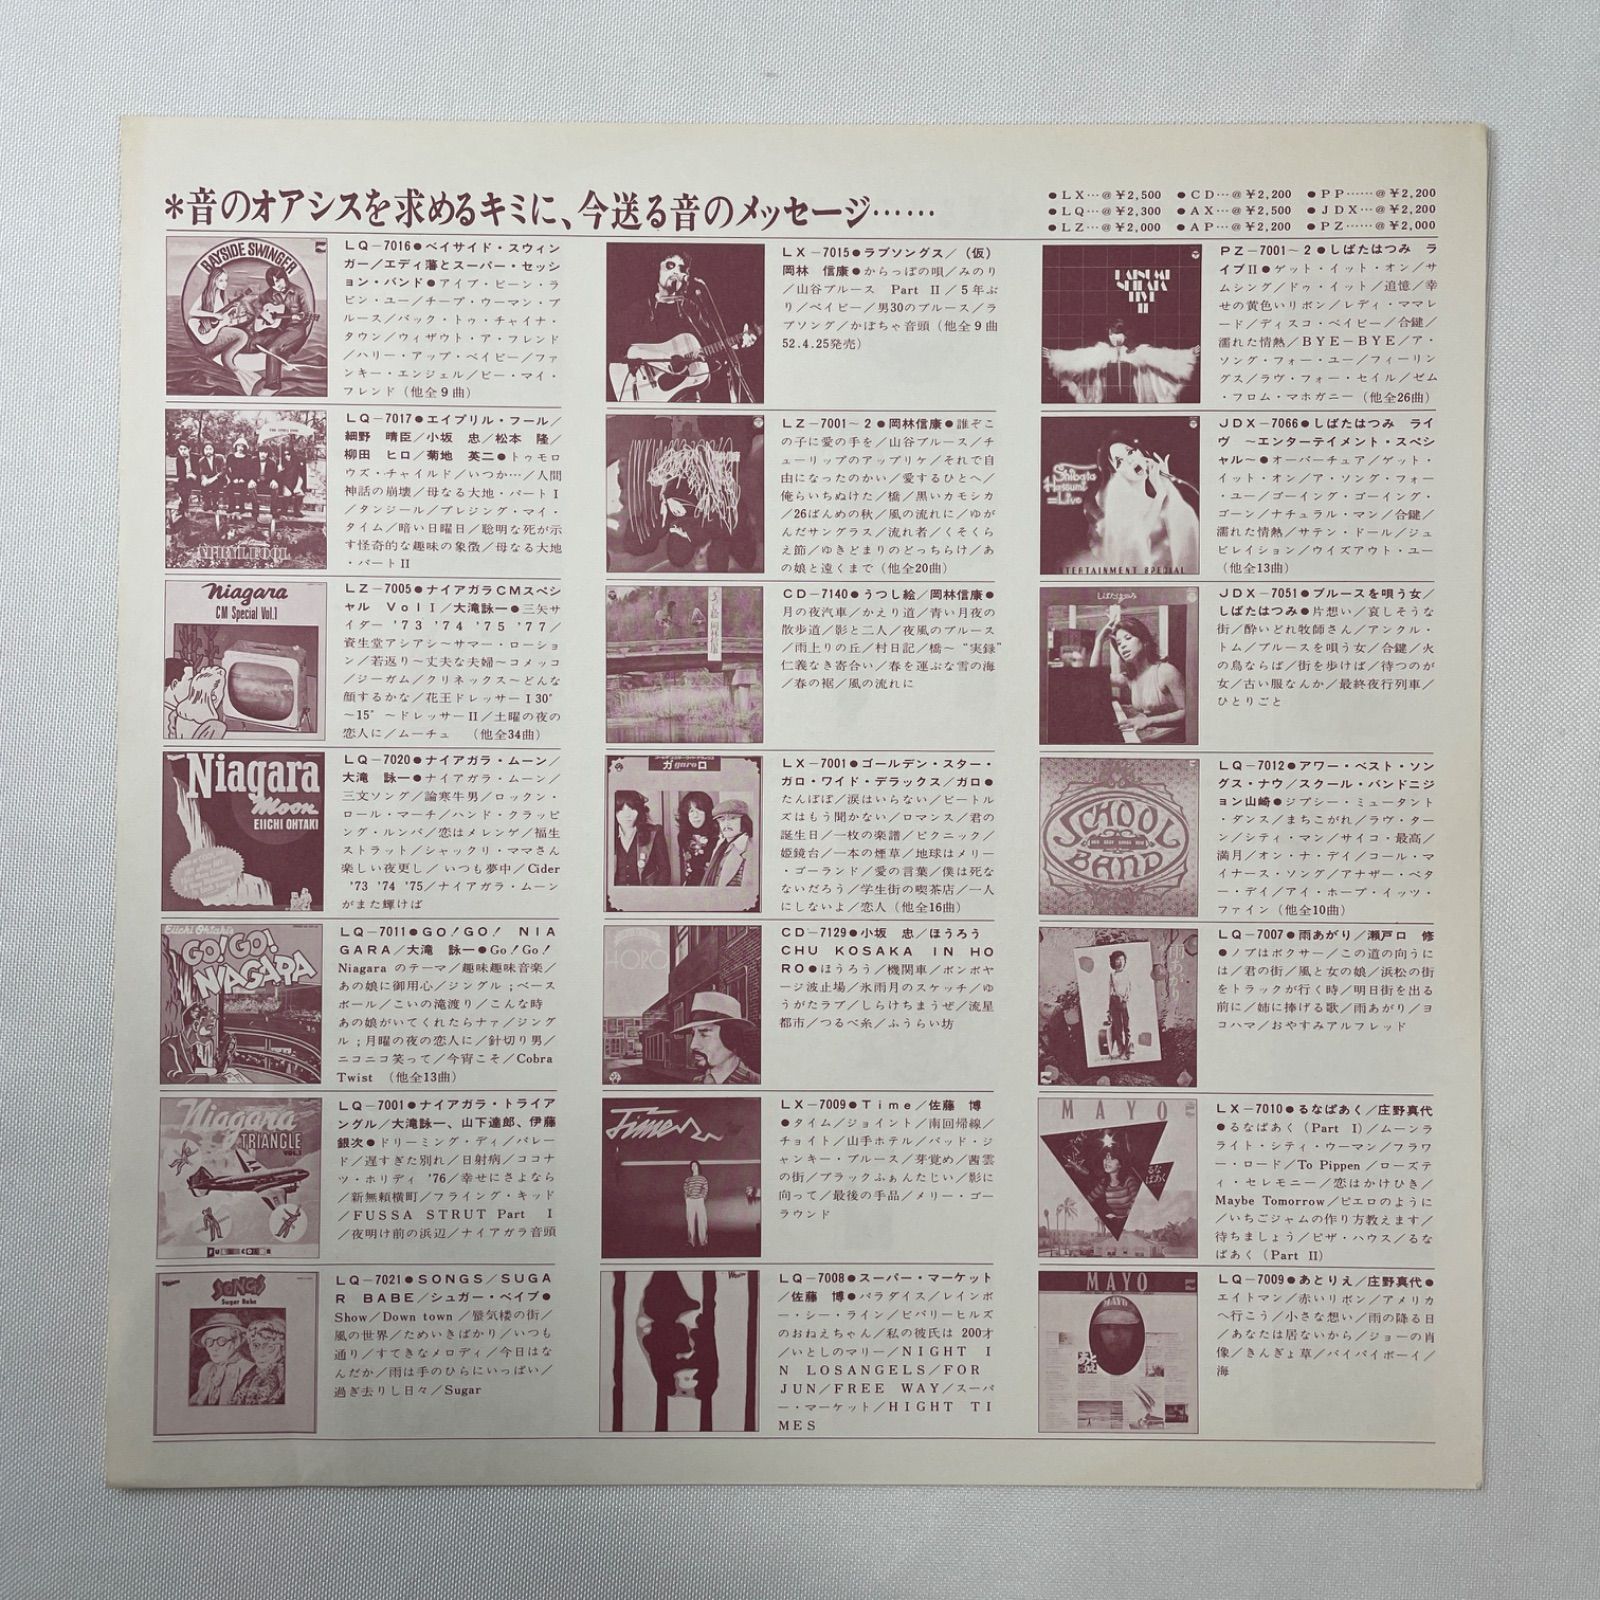 *音のオアシスを求めるキミに、今送る音のメッセージ……
●LX…@¥2,500 ●CD…@¥2,200 ●PP……@¥2,200
●LQ…@¥2,300 ●AX…@¥2,500 ●JDX…@¥2,200
●LZ…@¥2,000 ●AP…@¥2,200 ●PZ…@¥2,000
BAYSIDE SWINGER
LQ-7016●ベイサイド・スウィン
ガー/エディ藩とスーパー・セッシ
ョン・バンド●アイブ・ビーン・ラ
ビン・ユー/チープ・ウーマン・ブ
ルース/バック・トゥ・チャイナ・
タウン/ウィザウト・ア・フレンド
/ハリー・アップ・ベイビー/ファ
ンキー・エンジェル/ビー・マイ・
フレンド(他全9曲)
APRYL FOOL
LQ-7017●エイプリル・フール/
細野 晴臣/小坂 忠/松本 隆/
柳田 ヒロ/菊地 英二●トゥモロ
ウズ・チャイルド/いつか…/人間
神話の崩壊/母なる大地・パートI
/タンジール/プレジング・マイ・
タイム/暗い日曜日/聡明な死が示
す怪奇的な趣味の象徴/母なる大地
・パートII
Niagara
CM Special Vol.1
LZ-7005●ナイアガラCMスペシ
ャル VolI/大滝詠一●三矢サ
イダー'73 '74 '75 '77/
資生堂アシアシ〜サマー・ローショ
ン/若返り〜丈夫な夫婦〜コメッコ
/ジーガム/クリネックス〜どんな
顔するかな/花王ドレッサーI30″
〜15″〜ドレッサーII/土曜の夜の
恋人に/ムーチュ (他全34曲)
Niagara
Moon
EIICHI OHTAKI
LQ-7020●ナイアガラ・ムーン/
大滝 詠一●ナイアガラ・ムーン/
三文ソング/論寒牛男/ロックン・
ロール・マーチ/ハンド・クラッピ
ング・ルンバ/恋はメレンゲ/福生
ストラット/シャックリ・ママさん
楽しい夜更し/いつも夢中/Cider
'73 '74 '75/ナイアガラ・ムーン
がまた輝けば
Eiichi Ohtaki's
GO! GO!
NIAGARA
LQ-7011●GO!GO! NIA
GARA/大滝 詠一●Go!Go!
Niagaraのテーマ/趣味趣味音楽/
あの娘に御用心/ジングル;ベース
ボール/こいの滝渡り/こんな時
あの娘がいてくれたらナァ/ジング
ル;月曜の夜の恋人に/針切り男/
ニコニコ笑って/今宵こそ/Cobra
Twist (他全13曲)
Niagara
TRIANGLE
VOL.1
LQ-7001●ナイアガラ・トライア
ングル/大滝詠一、山下達郎、伊藤
銀次●ドリーミング・ディ/パレー
ド/遅すぎた別れ/日射病/ココナ
ツ・ホリディ'76/幸せにさよなら
/新無頼横町/フライング・キッド
/FUSSA STRUT Part I
/夜明け前の浜辺/ナイアガラ音頭
SONGS
Sugar Babe
LQ-7021●SONGS/SUGA
R BABE/シュガー・ベイブ●
Show/Down town/蜃気楼の街/
風の世界/ためいきばかり/いつも
通り/すてきなメロディ/今日はな
んだか/雨は手のひらにいっぱい/
過ぎ去りし日々/Sugar
LX-7015●ラブソングス/(仮)
岡林 信康●からっぽの唄/みのり
/山谷ブルース Part II/5年ぶ
り/ベイビー/男30のブルース/ラ
ブソング/かぼちゃ音頭(他全9曲
52.4.25発売)
LZ-7001〜2●岡林信康●誰ぞこ
の子に愛の手を/山谷ブルース/チ
ューリップのアップリケ/それで自
由になったのかい/愛するひとへ/
俺らいちぬけた/橋/黒いカモシカ
/26ばんめの秋/風の流れに/ゆが
んだサングラス/流れ者/くそくら
え節/ゆきどまりのどっちらけ/あ
の娘と遠くまで(他全20曲)
CD-7140●うつし絵/岡林信康●
月の夜汽車/かえり道/青い月夜の
散歩道/影と二人/夜風のブルース
/雨上りの丘/村日記/橋〜“実録”
仁義なき寄合い/春を運ぶな雪の海
/春の裾/風の流れに
ガ garo ロ
LX-7001●ゴールデン・スター・
ガロ・ワイド・デラックス/ガロ●
たんぽぽ/涙はいらない/ビートル
ズはもう聞かない/ロマンス/君の
誕生日/一枚の楽譜/ピクニック/
姫鏡台/一本の煙草/地球はメリー
・ゴーランド/愛の言葉/僕は死な
ないだろう/学生街の喫茶店/一人
にしないよ/恋人(他全16曲)
HORO
CD-7129●小坂 忠/ほうろう
CHU KOSAKA IN HO
RO●ほうろう/機関車/ボンボヤ
ージ波止場/氷雨月のスケッチ/ゆ
うがたラブ/しらけちまうぜ/流星
都市/つるべ糸/ふうらい坊
Time
LX-7009●Time/佐藤 博
●タイム/ジョイント/南回帰線/
チョイト/山手ホテル/バッド・ジ
ャンキー・ブルース/芽覚め/茜雲
の街/ブラックふぁんたじい/影に
向って/最後の手品/メリー・ゴー
ラウンド
LQ-7008●スーパー・マーケット
/佐藤 博●パラダイス/レインボ
ー・シー・ライン/ビバリーヒルズ
のおねえちゃん/私の彼氏は200才
/いとしのマリー/NIGHT I
N LOSANGELS/FOR
JUN/FREE WAY/スーパ
ー・マーケット/HIGHT TI
MES
HATSUMI
SHIBATA
LIVE
II
PZ-7001〜2●しばたはつみ ラ
イブII●ゲット・イット・オン/サ
ムシング/ドゥ・イット/追憶/幸
せの黄色いリボン/レディ・ママレ
ード/ディスコ・ベイビー/合鍵/
濡れた情熱/BYE-BYE/ア・
ソング・フォー・ユー/フィーリン
グス/ラヴ・フォー・セイル/ゼム
・フロム・マホガニー(他全26曲)
Shibata
Hatsumi
Live
ENTERTAINMENT SPECIAL
JDX-7066●しばたはつみ ライ
ヴ 〜エンターテイメント・スペシ
ャル〜●オーバーチュア/ゲット・
イット・オン/ア・ソング・フォー
・ユー/ゴーイング・ゴーイング・
ゴーン/ナチュラル・マン/合鍵/
濡れた情熱/サテン・ドール/ジュ
ビレイション/ウイズアウト・ユー
(他全13曲)
しばたはつみ
JDX-7051●ブルースを唄う女/
しばたはつみ●片想い/哀しそうな
街/酔いどれ牧師さん/アンクル・
トム/ブルースを唄う女/合鍵/火
の鳥ならば/街を歩けば/待つのが
女/古い服なんか/最終夜行列車/
ひとりごと
SCHOOL
BAND
LQ-7012●アワー・ベスト・ソン
グス・ナウ/スクール・バンドニジ
ョン山崎●ジプシー・ミュータント
・ダンス/まちこがれ/ラヴ・ター
ン/シティ・マン/サイコ・最高/
満月/オン・ナ・デイ/コール・マ
イナース・ソング/アナザー・ベタ
ー・デイ/アイ・ホープ・イッツ・
ファイン(他全10曲)
LQ-7007●雨あがり/瀬戸口 修
●ノブはボクサー/この道の向うに
は/君の街/風と女の娘/浜松の街
をトラックが行く時/明日街を出る
前に/姉に捧げる歌/雨あがり/ヨ
コハマ/おやすみアルフレッド
MAYO
るなぱあく
LX-7010●るなぱあく/庄野真代
●るなぱあく(Part I)/ムーンラ
ライト・シティ・ウーマン/フラワ
ー・ロード/To Pippen/ローズテ
ィ・セレモニー/恋はかけひき/
Maybe Tomorrow/ピエロのように
/いちごジャムの作り方教えます/
待ちましょう/ピザ・ハウス/るな
ぱあく(Part II)
MAYO
LQ-7009●あとりえ/庄野真代●
エイトマン/赤いリボン/アメリカ
へ行こう/小さな想い/雨の降る日
/あなたは居ないから/ジョーの肖
像/きんぎょ草/バイバイボーイ/
海